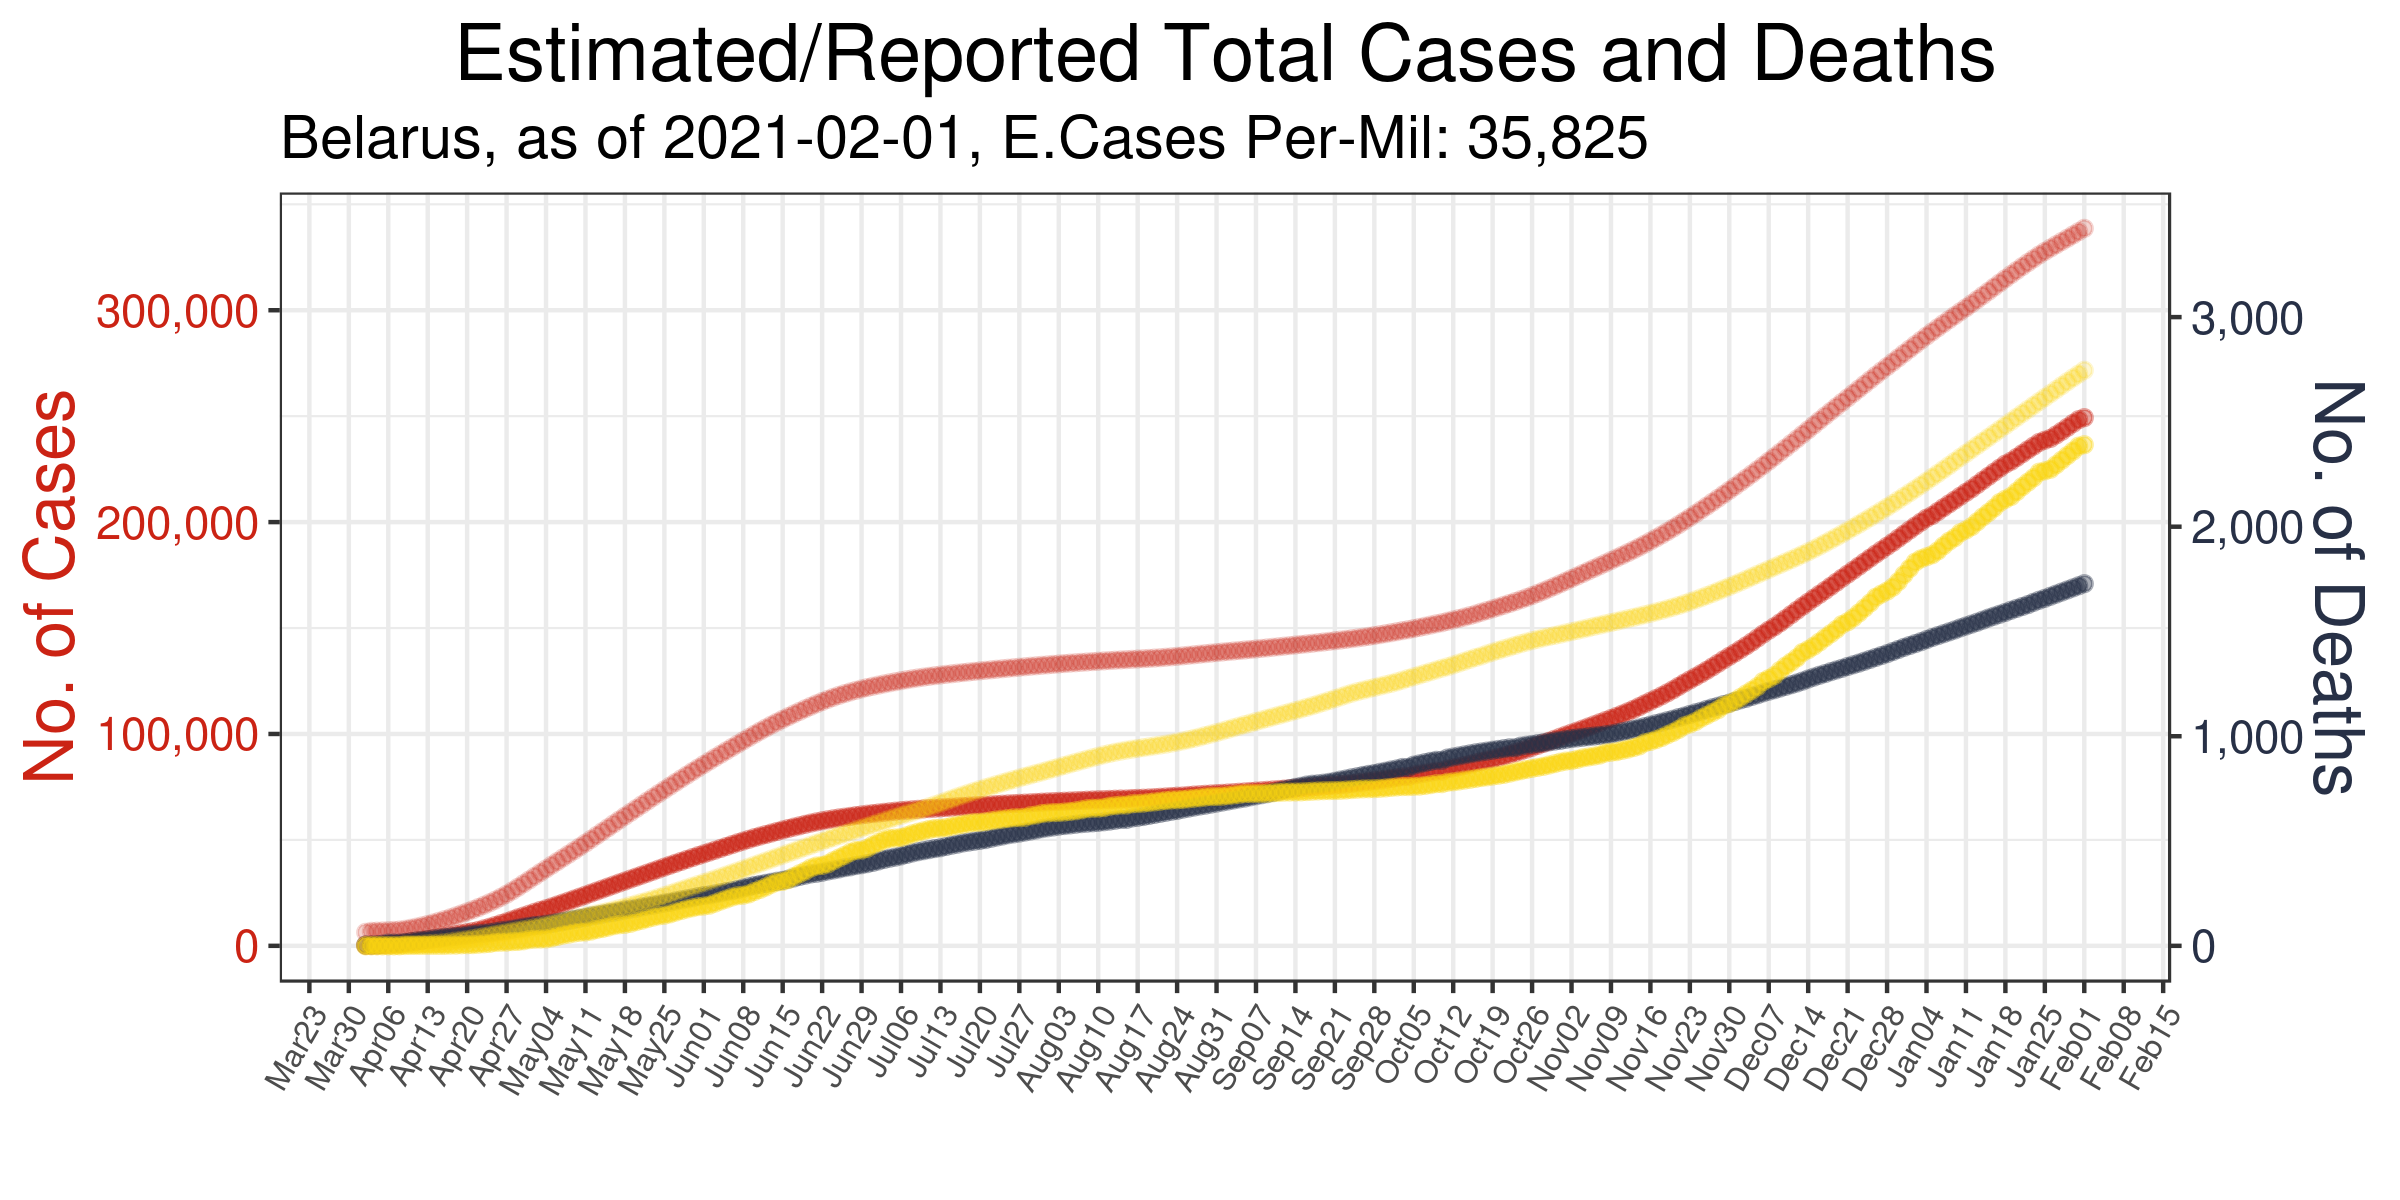 Estimated/Reported Total Cases and Deaths
Belarus, as of 2021-02-01, E.Cases Per-Mil: 35,825
No. of Cases
300,000
200,000
100,000
0
3,000
2,000
1,000
0
No. of Deaths
Mar23
Mar30
Apr06
Apr13
Apr20
Apr27
May04
May11
May18
May25
Jun01
Jun08
Jun15
Jun22
Jun29
Jul06
Jul13
Jul20
Jul27
Aug03
Aug10
Aug17
Aug24
Aug31
Sep07
Sep14
Sep21
Sep28
Oct05
Oct12
Oct19
Oct26
Nov02
Nov09
Nov16
Nov23
Nov30
Dec07
Dec14
Dec21
Dec28
Jan04
Jan11
Jan18
Jan25
Feb01
Feb08
Feb15